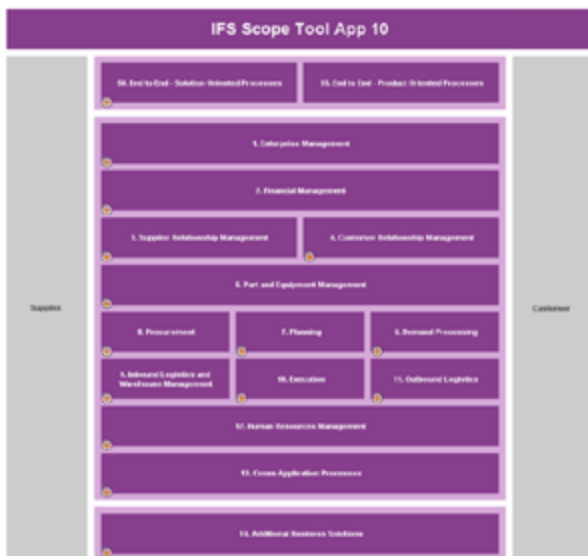 IFS Scope Tool App 10
50. End to End - Solution Oriented Processes
55. End to End - Product Oriented Processes
1. Enterprise Management
2. Financial Management
3. Supplier Relationship Management
4. Customer Relationship Management
5. Part and Equipment Management
Supplier
Customer
8. Procurement
7. Planning
6. Demand Processing
9. Inbound Logistics and
Warehouse Management
10. Execution
11. Outbound Logistics
12. Human Resources Management
13. Cross Application Processes
14. Additional Business Solutions